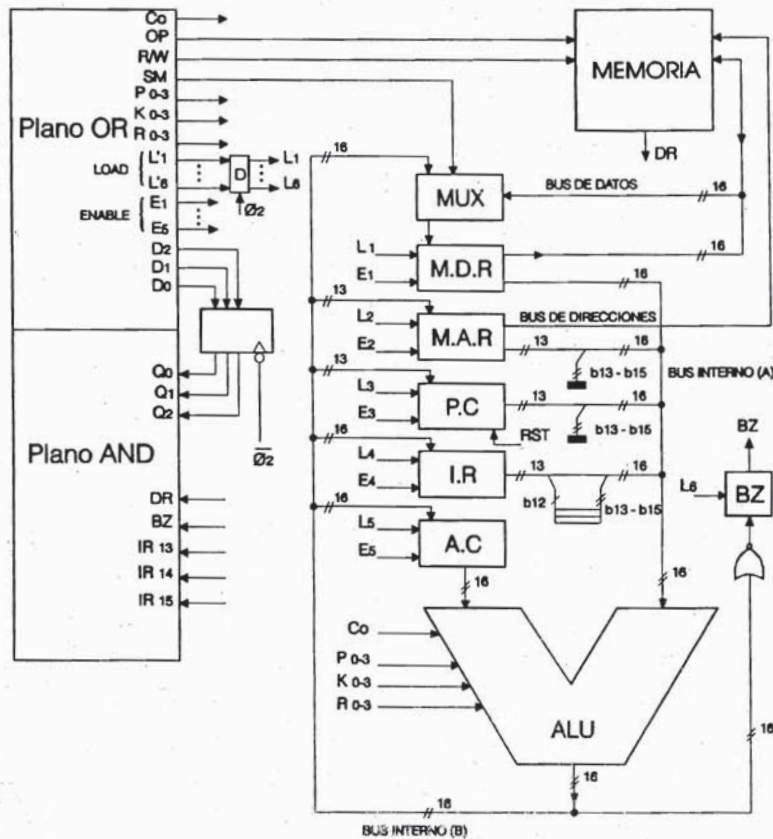 Plano OR
Plano AND
Co
OP
R/W
SM
P 0-3
K 0-3
R 0-3
LOAD
L'1
L'6
D
L1
L6
Ø2
ENABLE
E1
E5
D2
D1
D0
Q0
Q1
Q2
Ø2
DR
BZ
IR 13
IR 14
IR 15
MEMORIA
DR
16
MUX
BUS DE DATOS
16
L1
E1
M.D.R
16
16
13
L2
E2
M.A.R
BUS DE DIRECCIONES
13
16
b13 - b15
BUS INTERNO (A)
13
L3
E3
P.C
RST
13
16
b13 - b15
16
L4
E4
I.R
13
16
b12
b13 - b15
BZ
L6
BZ
16
L5
E5
A.C
16
16
Co
P 0-3
K 0-3
R 0-3
ALU
16
16
16
BUS INTERNO (B)